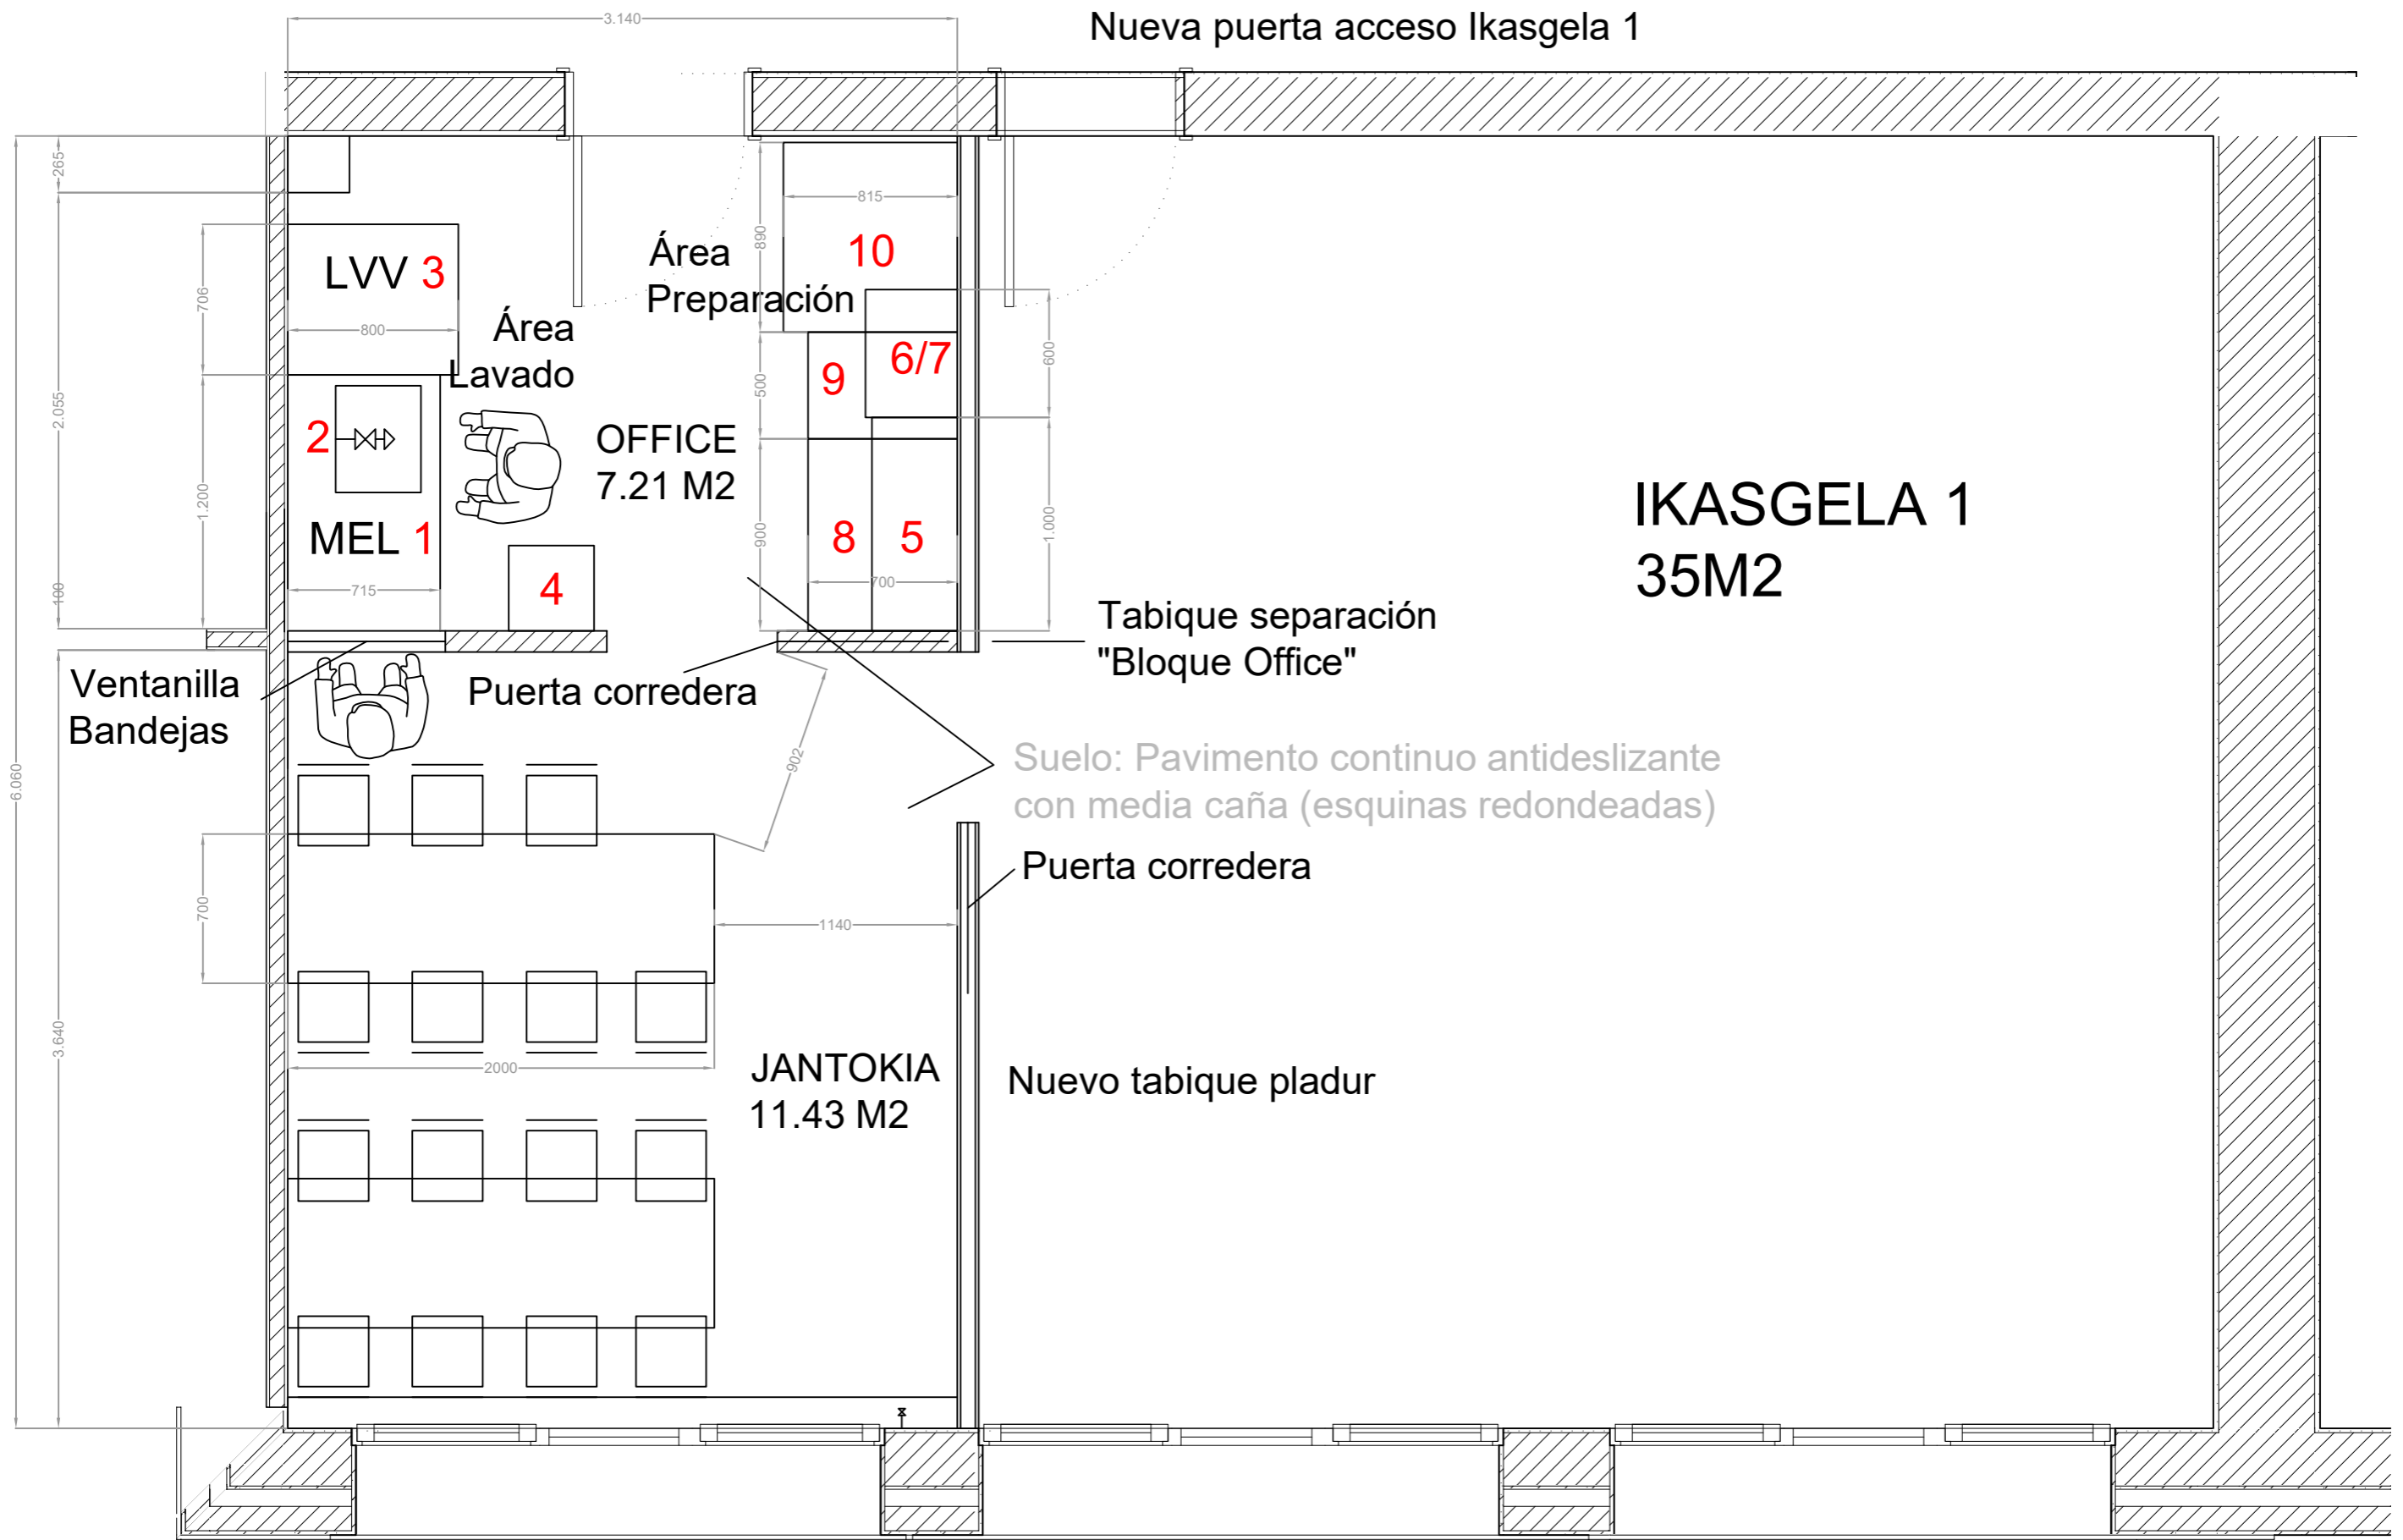 3.140
Nueva puerta acceso Ikasgela 1
265
815
890
10
Área
Preparación
LVV 3
706
800
Área
Lavado
6/7
600
9
500
2.055
2
OFFICE
7.21 M2
1.200
MEL 1
8
5
900
1.000
700
IKASGELA 1
35M2
715
4
100
Tabique separación
"Bloque Office"
Ventanilla
Bandejas
Puerta corredera
902
6.060
Suelo: Pavimento continuo antideslizante
con media caña (esquinas redondeadas)
Puerta corredera
700
1140
3.640
2000
JANTOKIA
11.43 M2
Nuevo tabique pladur